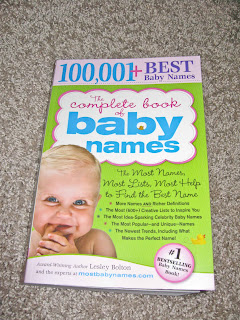 100,001+ BEST
Baby Names
The
complete book
of
baby
names
The Most Names,
Most Lists, Most Help
to Find the Best Name
• More Names AND Richer Definitions
• The Most (600+) Creative Lists to Inspire You
• The Most Idea-Sparking Celebrity Baby Names
• The Most Popular—and Unique—Names
• The Newest Trends, Including What
Makes the Perfect Name!
#1
BESTSELLING
Baby Names
Book!
Award-Winning Author Lesley Bolton
and the experts at mostbabynames.com